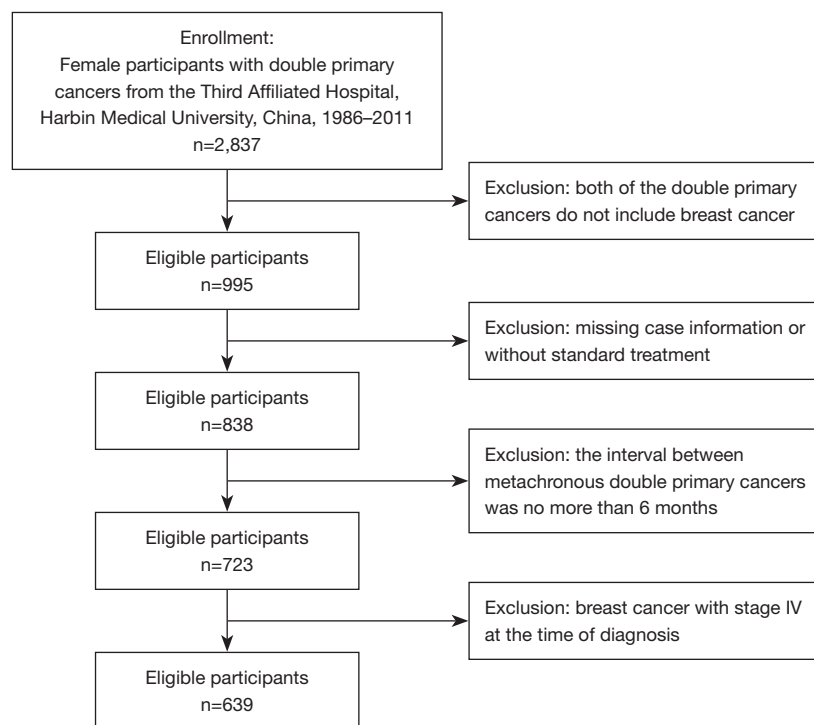 Enrollment:
Female participants with double primary
cancers from the Third Affiliated Hospital,
Harbin Medical University, China, 1986–2011
n=2,837
Exclusion: both of the double primary
cancers do not include breast cancer
Eligible participants
n=995
Exclusion: missing case information or
without standard treatment
Eligible participants
n=838
Exclusion: the interval between
metachronous double primary cancers
was no more than 6 months
Eligible participants
n=723
Exclusion: breast cancer with stage IV
at the time of diagnosis
Eligible participants
n=639